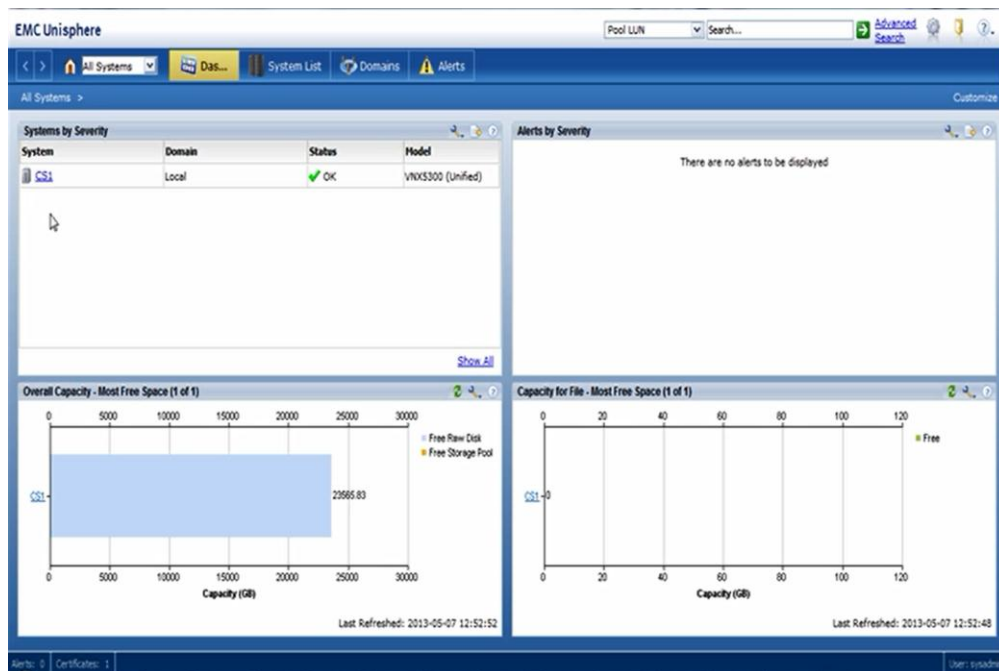 EMC Unisphere
Pool LUN
Search...
Advanced Search
All Systems
Das...
System List
Domains
Alerts
All Systems >
Customize
Systems by Severity
System Domain Status Model
CS1 Local OK VNX5300 (Unified)
Show All
Alerts by Severity
There are no alerts to be displayed
Overall Capacity - Most Free Space (1 of 1)
0 5000 10000 15000 20000 25000 30000
Free Raw Disk
Free Storage Pool
CS1
23565.83
0 5000 10000 15000 20000 25000 30000
Capacity (GB)
Last Refreshed: 2013-05-07 12:52:52
Capacity for File - Most Free Space (1 of 1)
0 20 40 60 80 100 120
Free
CS1 0
0 20 40 60 80 100 120
Capacity (GB)
Last Refreshed: 2013-05-07 12:52:48
Alerts: 0
Certificates: 1
User: sysadm